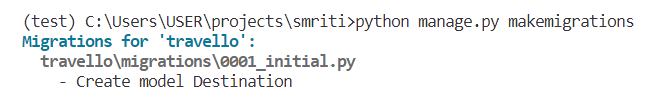 (test) C:\Users\USER\projects\smriti>python manage.py makemigrations
Migrations for 'travello':
travello\migrations\0001_initial.py
- Create model Destination